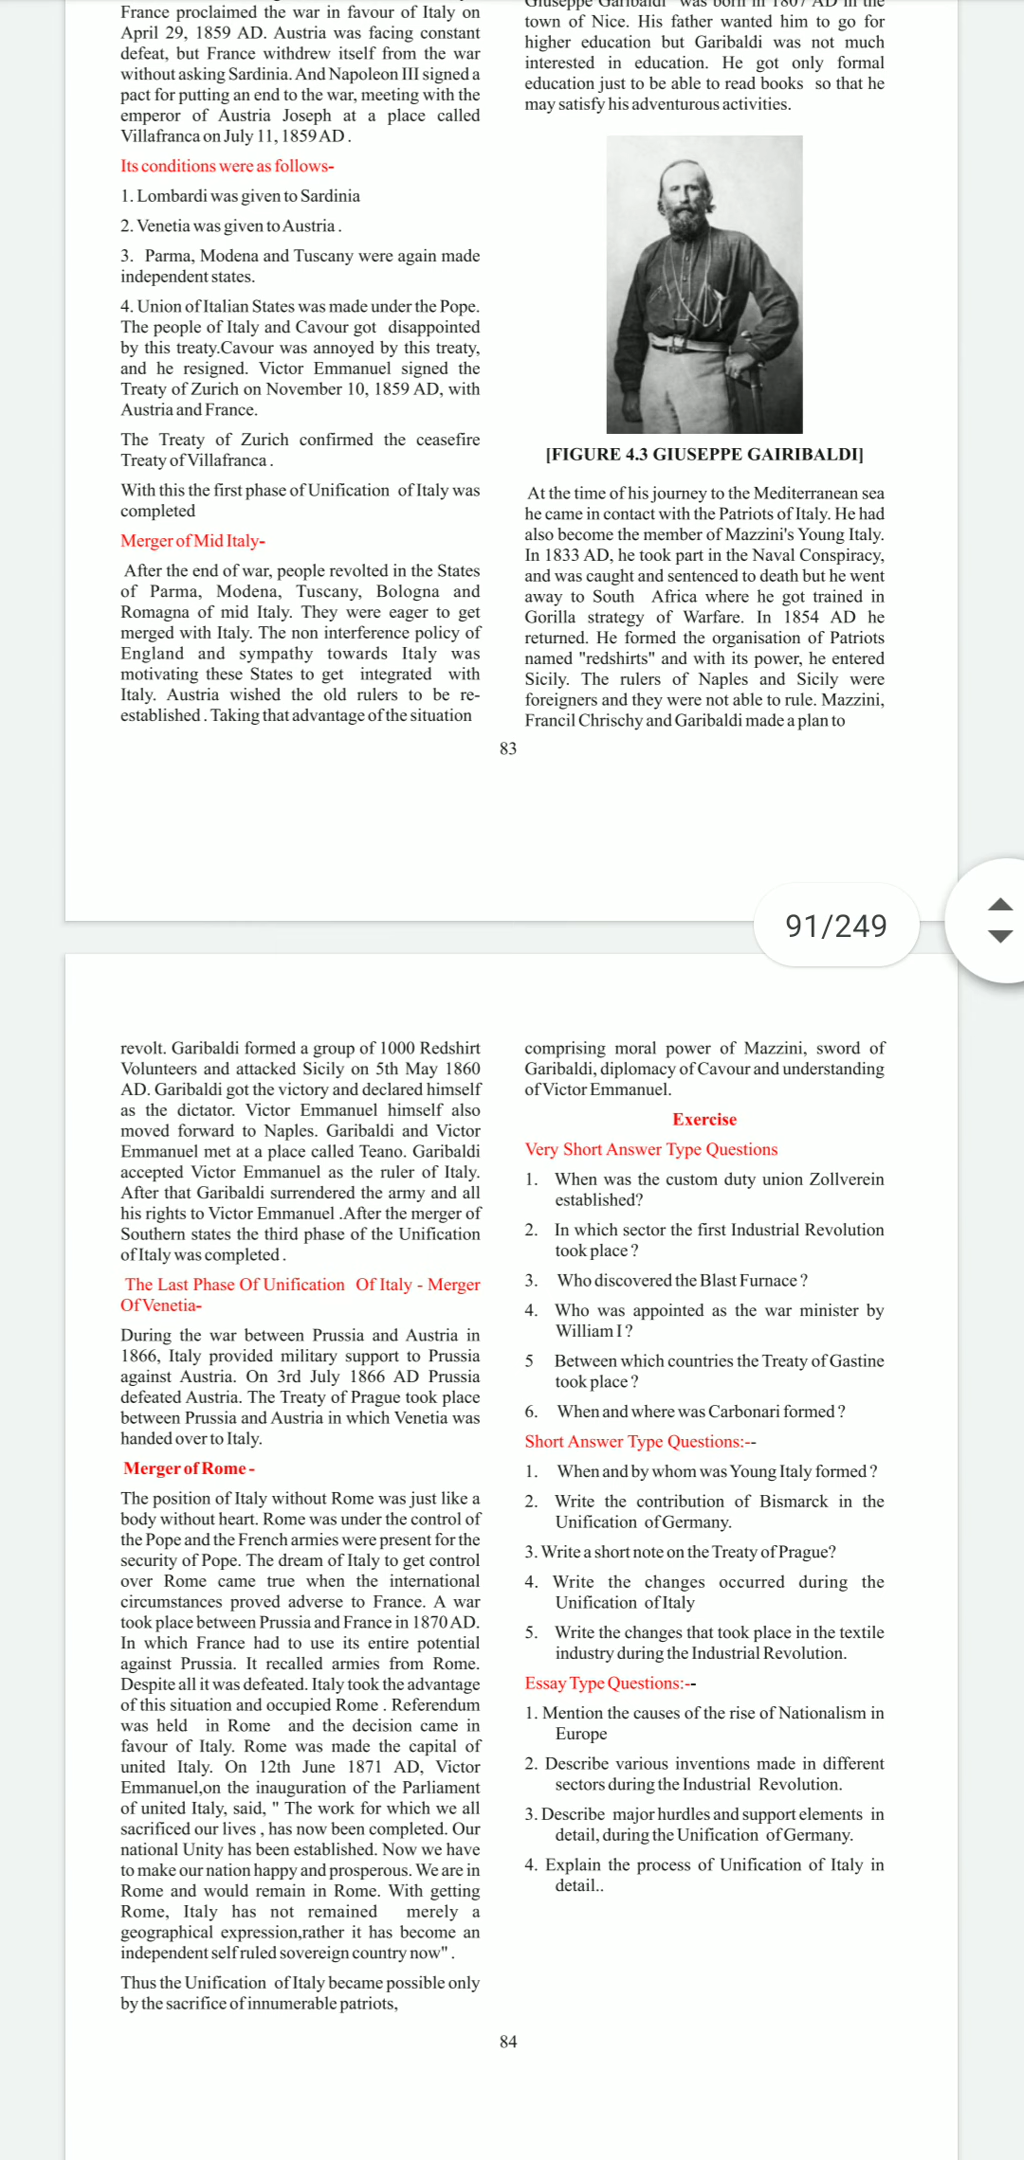 France proclaimed the war in favour of Italy on
April 29, 1859 AD. Austria was facing constant
defeat, but France withdrew itself from the war
without asking Sardinia. And Napoleon III signed a
pact for putting an end to the war, meeting with the
emperor of Austria Joseph at a place called
Villafranca on July 11, 1859 AD .
Its conditions were as follows-
1. Lombardi was given to Sardinia
2. Venetia was given to Austria .
3. Parma, Modena and Tuscany were again made
independent states.
4. Union of Italian States was made under the Pope.
The people of Italy and Cavour got disappointed
by this treaty.Cavour was annoyed by this treaty,
and he resigned. Victor Emmanuel signed the
Treaty of Zurich on November 10, 1859 AD, with
Austria and France.
The Treaty of Zurich confirmed the ceasefire
Treaty of Villafranca .
With this the first phase of Unification of Italy was
completed
Merger of Mid Italy-
After the end of war, people revolted in the States
of Parma, Modena, Tuscany, Bologna and
Romagna of mid Italy. They were eager to get
merged with Italy. The non interference policy of
England and sympathy towards Italy was
motivating these States to get integrated with
Italy. Austria wished the old rulers to be re-
established . Taking that advantage of the situation
Giuseppe Garibaldi was born in 1807 AD in the
town of Nice. His father wanted him to go for
higher education but Garibaldi was not much
interested in education. He got only formal
education just to be able to read books so that he
may satisfy his adventurous activities.
[FIGURE 4.3 GIUSEPPE GAIRIBALDI]
At the time of his journey to the Mediterranean sea
he came in contact with the Patriots of Italy. He had
also become the member of Mazzini's Young Italy.
In 1833 AD, he took part in the Naval Conspiracy,
and was caught and sentenced to death but he went
away to South Africa where he got trained in
Gorilla strategy of Warfare. In 1854 AD he
returned. He formed the organisation of Patriots
named "redshirts" and with its power, he entered
Sicily. The rulers of Naples and Sicily were
foreigners and they were not able to rule. Mazzini,
Francil Chrischy and Garibaldi made a plan to
83
91/249
revolt. Garibaldi formed a group of 1000 Redshirt
Volunteers and attacked Sicily on 5th May 1860
AD. Garibaldi got the victory and declared himself
as the dictator. Victor Emmanuel himself also
moved forward to Naples. Garibaldi and Victor
Emmanuel met at a place called Teano. Garibaldi
accepted Victor Emmanuel as the ruler of Italy.
After that Garibaldi surrendered the army and all
his rights to Victor Emmanuel .After the merger of
Southern states the third phase of the Unification
of Italy was completed .
The Last Phase Of Unification Of Italy - Merger
Of Venetia-
During the war between Prussia and Austria in
1866, Italy provided military support to Prussia
against Austria. On 3rd July 1866 AD Prussia
defeated Austria. The Treaty of Prague took place
between Prussia and Austria in which Venetia was
handed over to Italy.
Merger of Rome -
The position of Italy without Rome was just like a
body without heart. Rome was under the control of
the Pope and the French armies were present for the
security of Pope. The dream of Italy to get control
over Rome came true when the international
circumstances proved adverse to France. A war
took place between Prussia and France in 1870 AD.
In which France had to use its entire potential
against Prussia. It recalled armies from Rome.
Despite all it was defeated. Italy took the advantage
of this situation and occupied Rome . Referendum
was held in Rome and the decision came in
favour of Italy. Rome was made the capital of
united Italy. On 12th June 1871 AD, Victor
Emmanuel,on the inauguration of the Parliament
of united Italy, said, " The work for which we all
sacrificed our lives , has now been completed. Our
national Unity has been established. Now we have
to make our nation happy and prosperous. We are in
Rome and would remain in Rome. With getting
Rome, Italy has not remained merely a
geographical expression,rather it has become an
independent self ruled sovereign country now" .
Thus the Unification of Italy became possible only
by the sacrifice of innumerable patriots,
comprising moral power of Mazzini, sword of
Garibaldi, diplomacy of Cavour and understanding
of Victor Emmanuel.
Exercise
Very Short Answer Type Questions
1. When was the custom duty union Zollverein
established?
2. In which sector the first Industrial Revolution
took place ?
3. Who discovered the Blast Furnace ?
4. Who was appointed as the war minister by
William I ?
5 Between which countries the Treaty of Gastine
took place ?
6. When and where was Carbonari formed ?
Short Answer Type Questions:--
1. When and by whom was Young Italy formed ?
2. Write the contribution of Bismarck in the
Unification of Germany.
3. Write a short note on the Treaty of Prague?
4. Write the changes occurred during the
Unification of Italy
5. Write the changes that took place in the textile
industry during the Industrial Revolution.
Essay Type Questions:--
1. Mention the causes of the rise of Nationalism in
Europe
2. Describe various inventions made in different
sectors during the Industrial Revolution.
3. Describe major hurdles and support elements in
detail, during the Unification of Germany.
4. Explain the process of Unification of Italy in
detail..
84